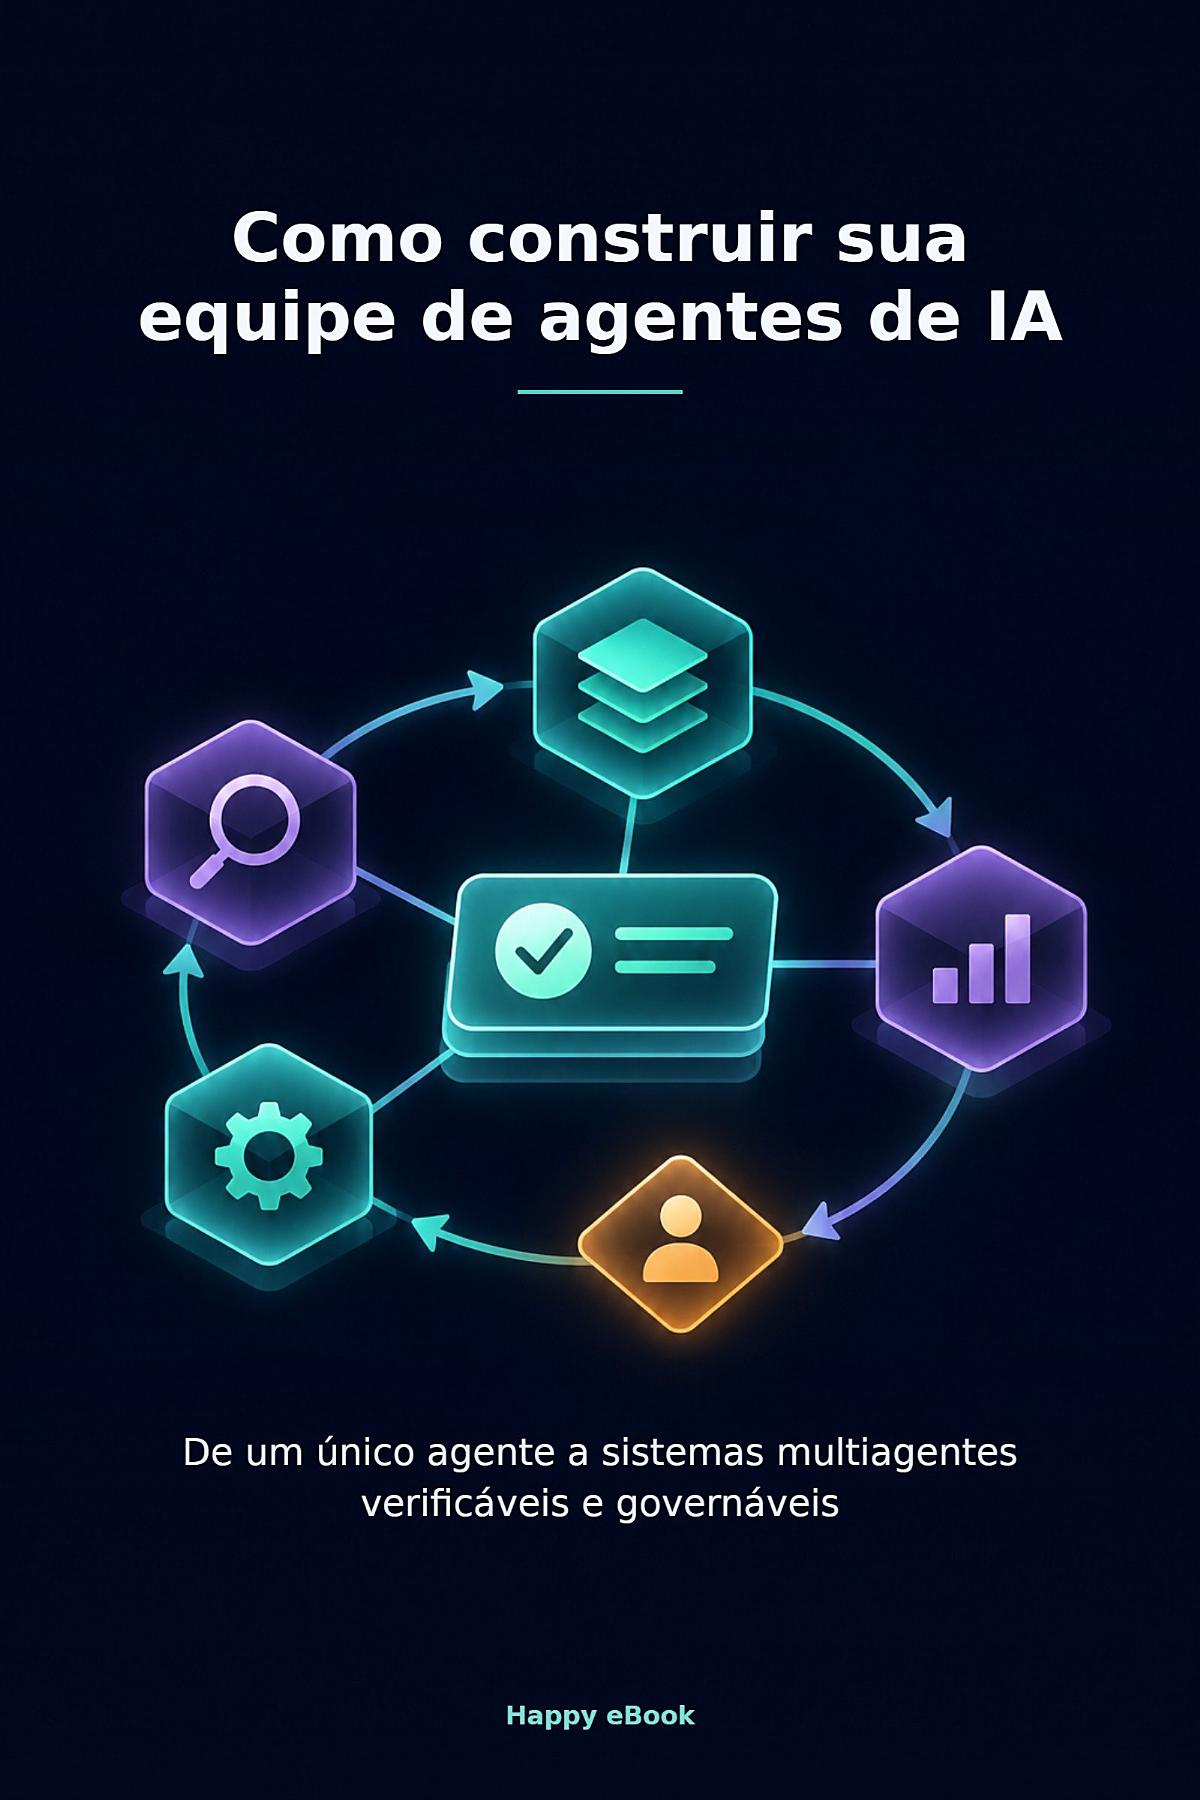 Como construir sua
equipe de agentes de IA
De um único agente a sistemas multiagentes
verificáveis e governáveis
Happy eBook